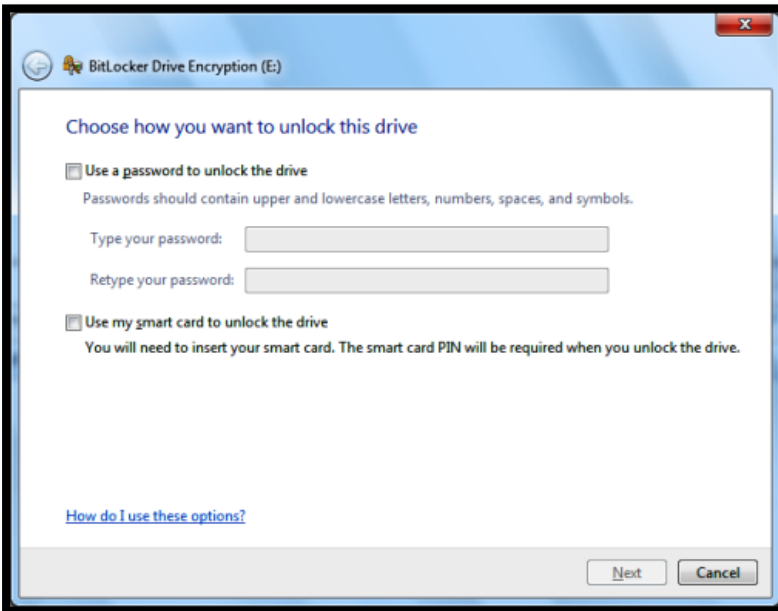 BitLocker Drive Encryption (E:)
Choose how you want to unlock this drive
Use a password to unlock the drive
Passwords should contain upper and lowercase letters, numbers, spaces, and symbols.
Type your password:
Retype your password:
Use my smart card to unlock the drive
You will need to insert your smart card. The smart card PIN will be required when you unlock the drive.
How do I use these options?
Next Cancel